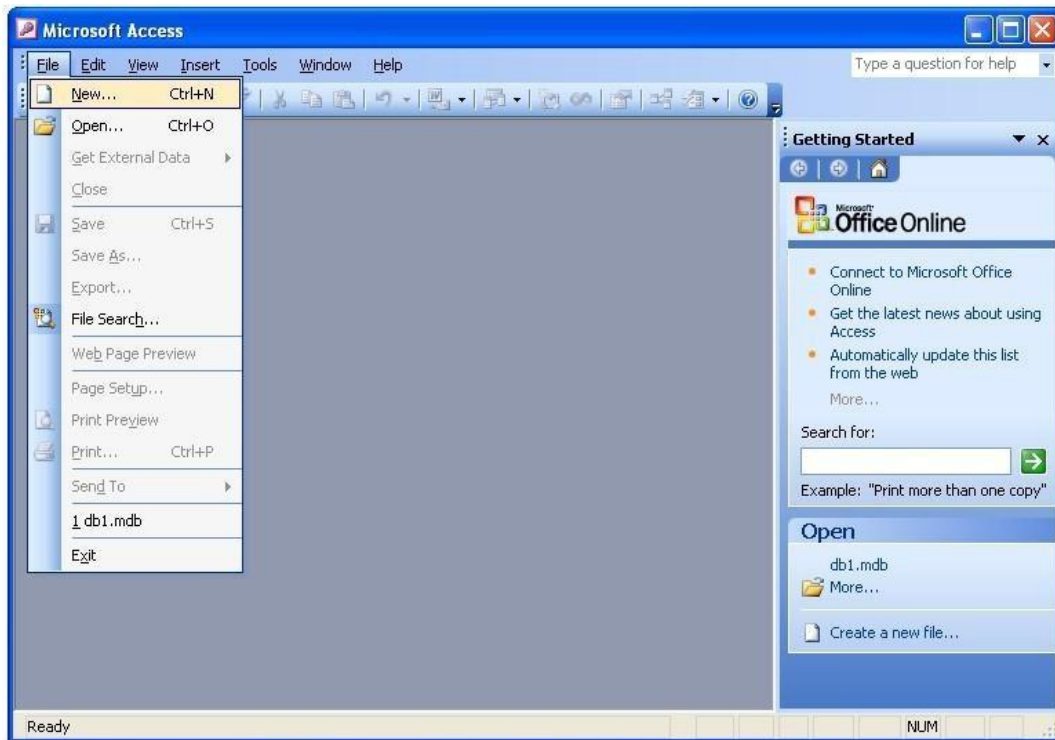 Microsoft Access
File Edit View Insert Tools Window Help
Type a question for help
New... Ctrl+N
Open... Ctrl+O
Get External Data
Close
Save Ctrl+S
Save As...
Export...
File Search...
Web Page Preview
Page Setup...
Print Preview
Print... Ctrl+P
Send To
1 db1.mdb
Exit
Getting Started
Microsoft
Office Online
Connect to Microsoft Office
Online
Get the latest news about using
Access
Automatically update this list
from the web
More...
Search for:
Example: "Print more than one copy"
Open
db1.mdb
More...
Create a new file...
Ready
NUM